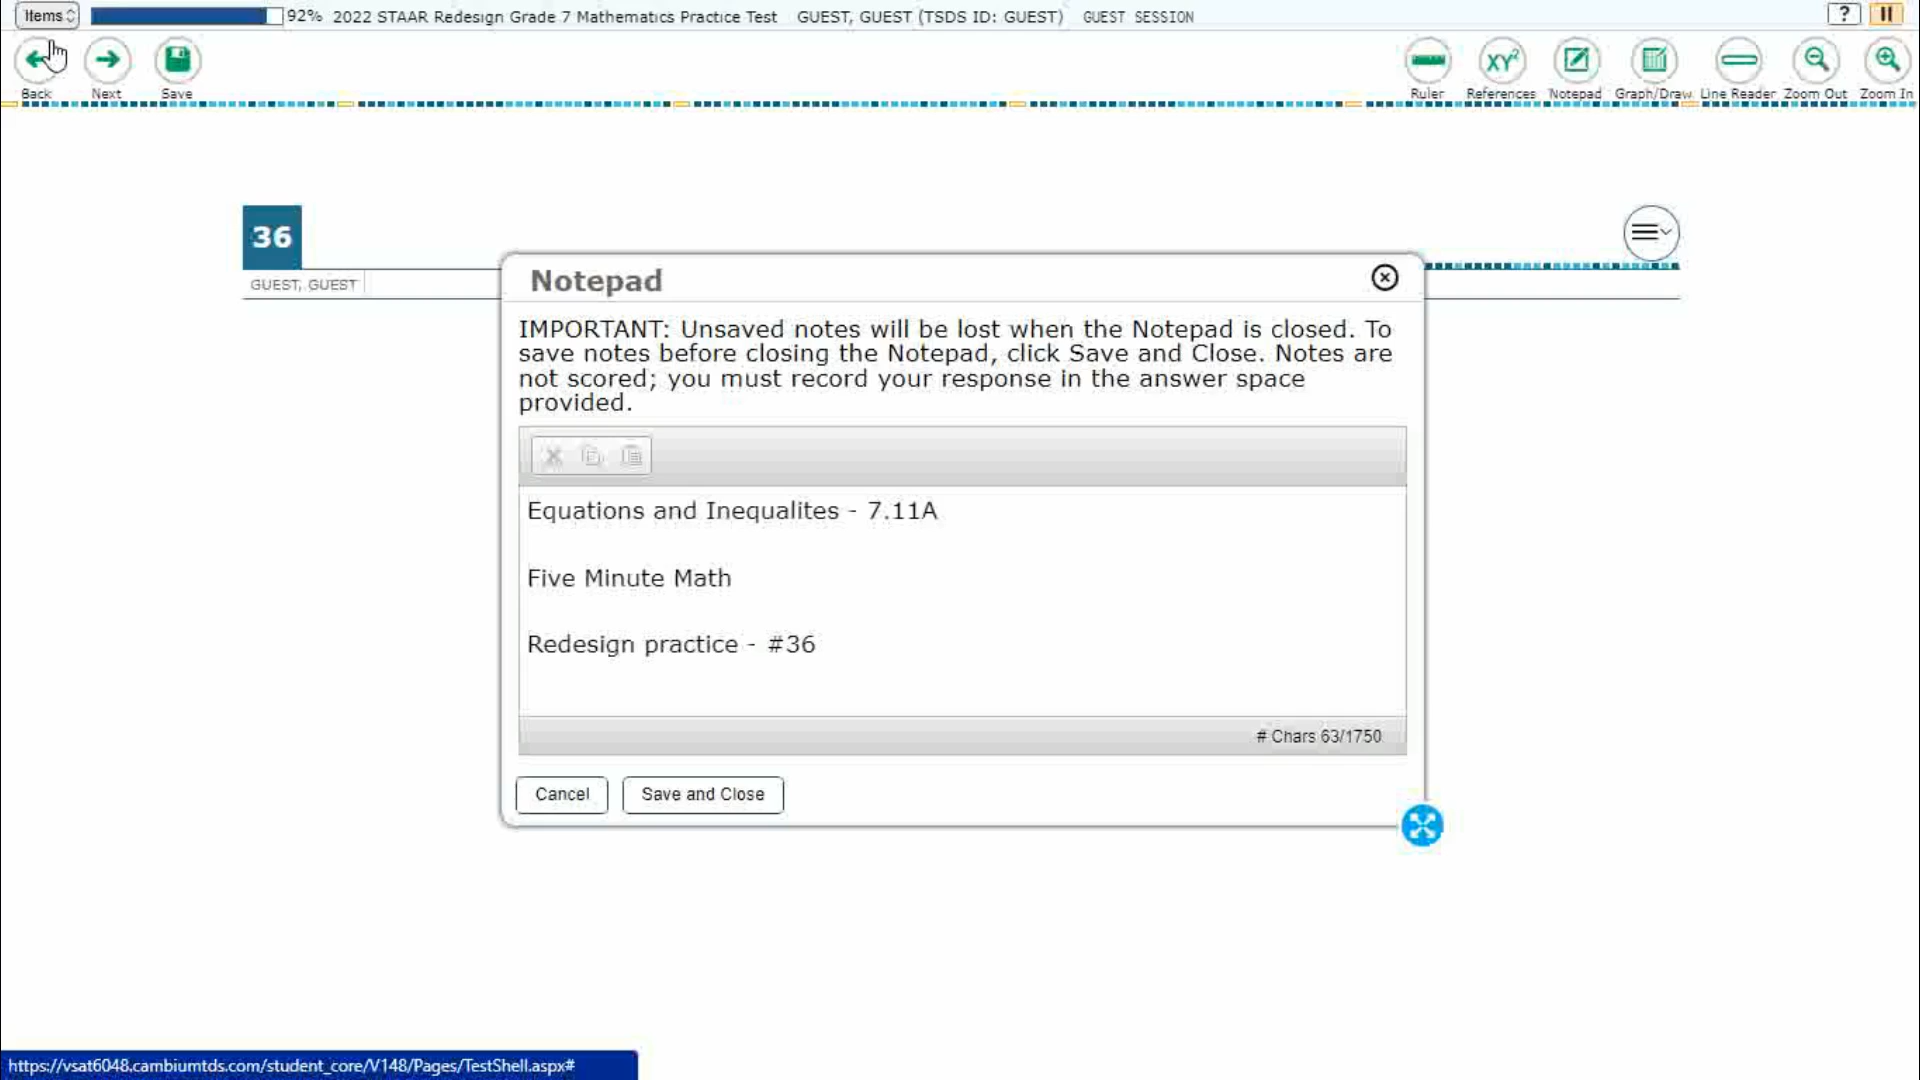 Items 92% 2022 STAAR Redesign Grade 7 Mathematics Practice Test GUEST, GUEST (TSDS ID: GUEST) GUEST SESSION ?
Back Next Save XY² Ruler References Notepad Graph/Draw Line Reader Zoom Out Zoom In
36
GUEST, GUEST
Notepad
IMPORTANT: Unsaved notes will be lost when the Notepad is closed. To
save notes before closing the Notepad, click Save and Close. Notes are
not scored; you must record your response in the answer space
provided.
Equations and Inequalites - 7.11A
Five Minute Math
Redesign practice - #36
# Chars 63/1750
Cancel Save and Close
https://vsat6048.cambiumtds.com/student_core/V148/Pages/TestShell.aspx#